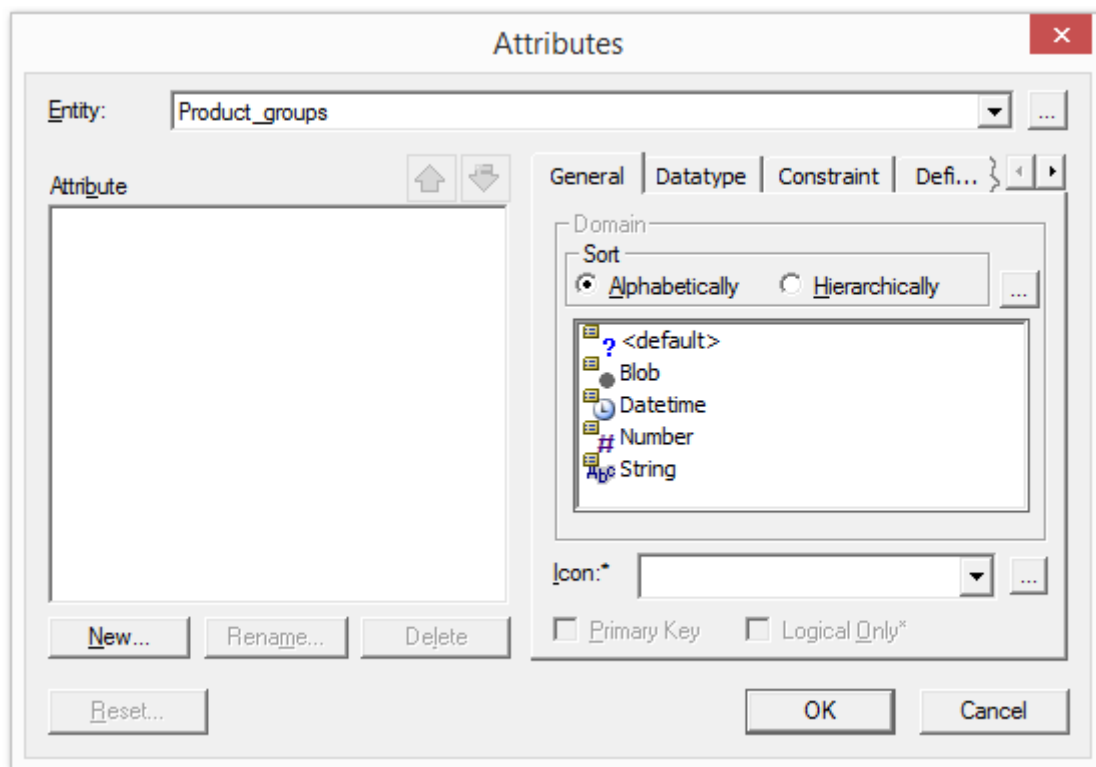 Attributes
Entity: Product_groups ...
Attribute
General Datatype Constraint Defi...
Domain
Sort
Alphabetically Hierarchically ...
<default>
Blob
Datetime
Number
String
Icon:* ...
New... Rename... Delete
Primary Key Logical Only*
Reset... OK Cancel